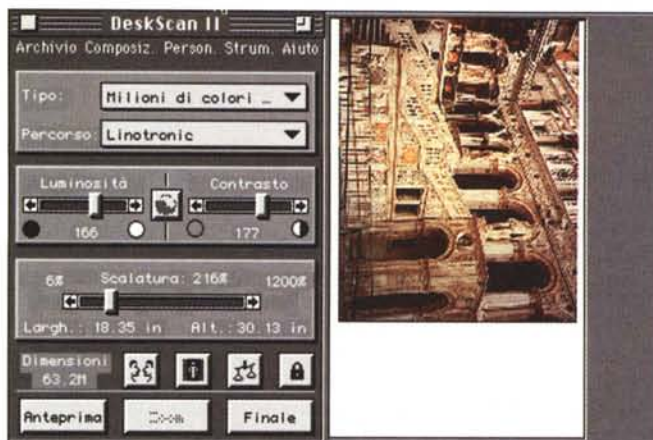 DeskScan II
Archivio Composiz. Person. Strum. Aiuto
Tipo: Milioni di colori …
Percorso: Linotronic
Luminosità Contrasto
166 177
6% Scalatura: 216% 1200%
Largh.: 18.35 in Alt.: 30.13 in
Dimensioni
63.2M
Anteprima Zoom Finale